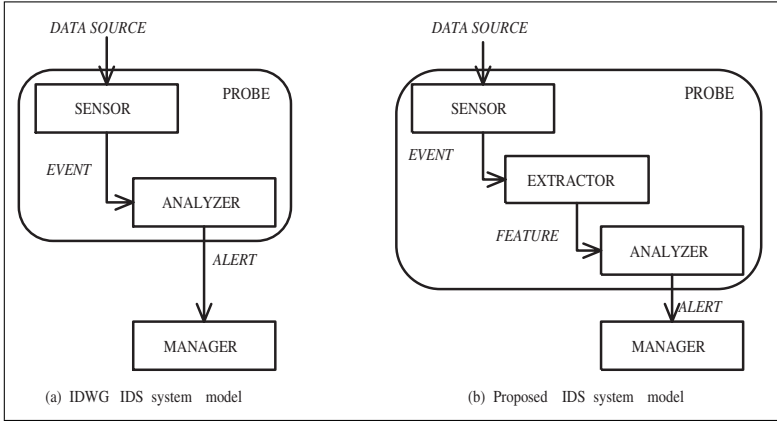 DATA SOURCE
PROBE
SENSOR
EVENT
ANALYZER
ALERT
MANAGER
(a) IDWG IDS system model
DATA SOURCE
PROBE
SENSOR
EVENT
EXTRACTOR
FEATURE
ANALYZER
ALERT
MANAGER
(b) Proposed IDS system model